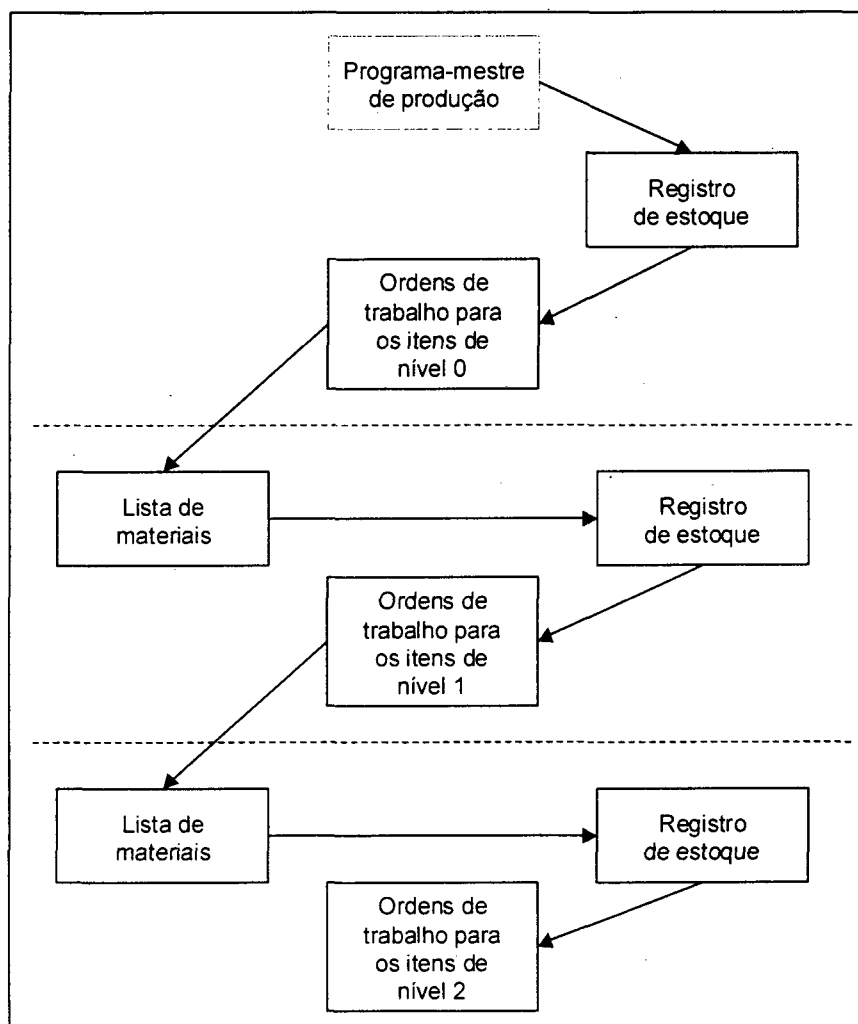 Programa-mestre
de produção
Registro
de estoque
Ordens de
trabalho para
os itens de
nível 0
Lista de
materiais
Registro
de estoque
Ordens de
trabalho para
os itens de
nível 1
Lista de
materiais
Registro
de estoque
Ordens de
trabalho para
os itens de
nível 2